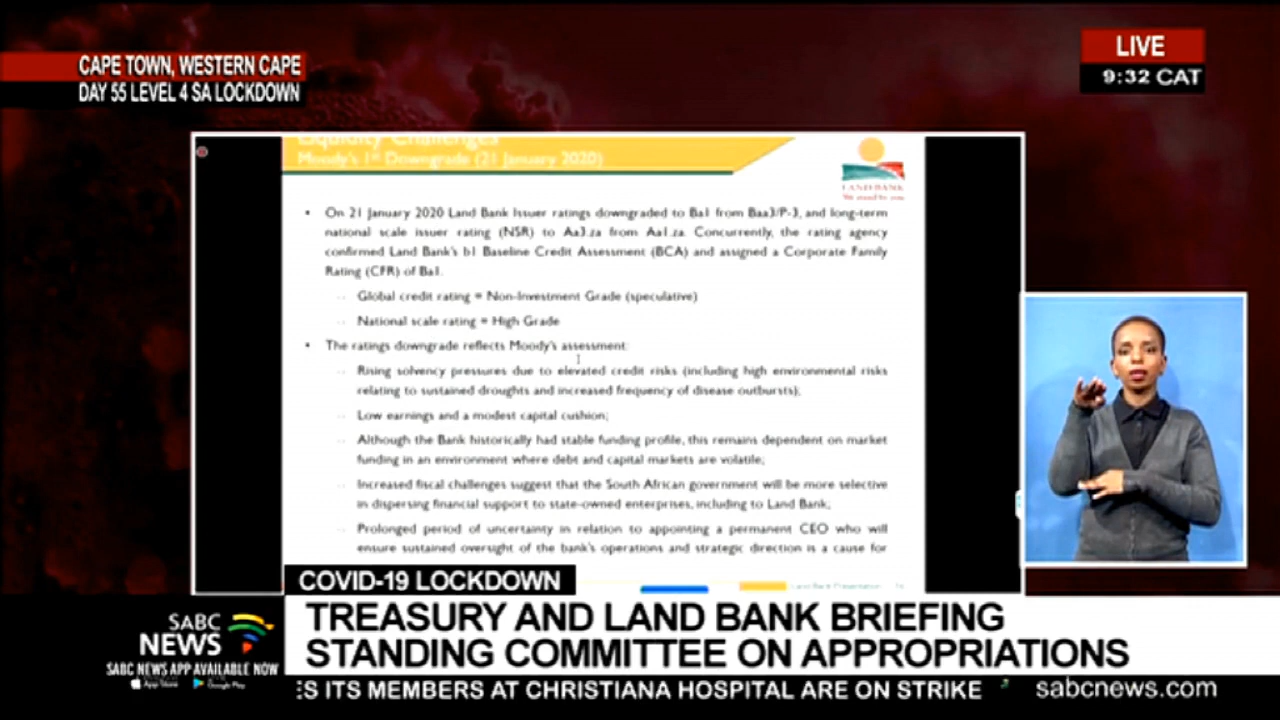 CAPE TOWN, WESTERN CAPE
DAY 55 LEVEL 4 SA LOCKDOWN
LIVE
9:32 CAT
Liquidity Challenges
Moody's 1st Downgrade (21 January 2020)
LAND BANK
• On 21 January 2020 Land Bank Issuer ratings downgraded to Ba1 from Baa3/P-3, and long-term
national scale issuer rating (NSR) to Aa3.za from Aa1.za. Concurrently, the rating agency
confirmed Land Bank's b1 Baseline Credit Assessment (BCA) and assigned a Corporate Family
Rating (CFR) of Ba1.
– Global credit rating = Non-Investment Grade (speculative)
– National scale rating = High Grade
• The ratings downgrade reflects Moody's assessment:
– Rising solvency pressures due to elevated credit risks (including high environmental risks
relating to sustained droughts and increased frequency of disease outbursts);
– Low earnings and a modest capital cushion;
– Although the Bank historically had stable funding profile, this remains dependent on market
funding in an environment where debt and capital markets are volatile;
– Increased fiscal challenges suggest that the South African government will be more selective
in dispersing financial support to state-owned enterprises, including to Land Bank;
– Prolonged period of uncertainty in relation to appointing a permanent CEO who will
ensure sustained oversight of the bank's operations and strategic direction is a cause for
Land Bank Presentation
COVID-19 LOCKDOWN
TREASURY AND LAND BANK BRIEFING
STANDING COMMITTEE ON APPROPRIATIONS
SABC
NEWS
SABC NEWS APP AVAILABLE NOW
App Store Google Play
ES ITS MEMBERS AT CHRISTIANA HOSPITAL ARE ON STRIKE
sabcnews.com